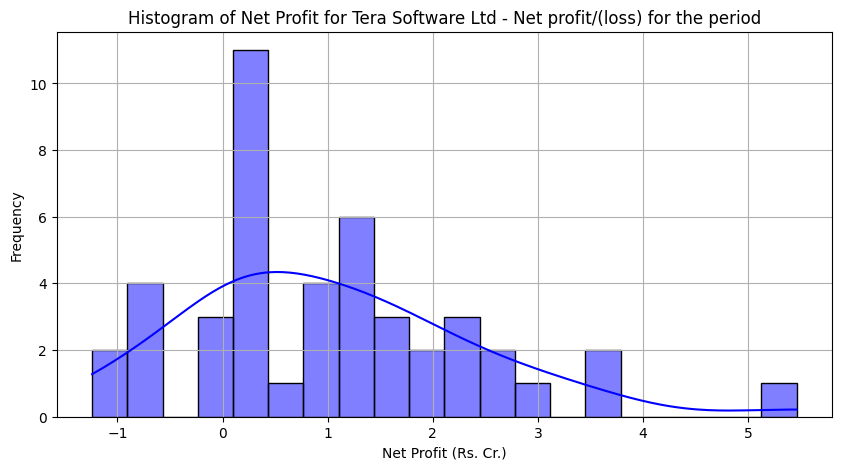 Histogram of Net Profit for Tera Software Ltd - Net profit/(loss) for the period
10
8
6
4
2
0
Frequency
−1 0 1 2 3 4 5
Net Profit (Rs. Cr.)